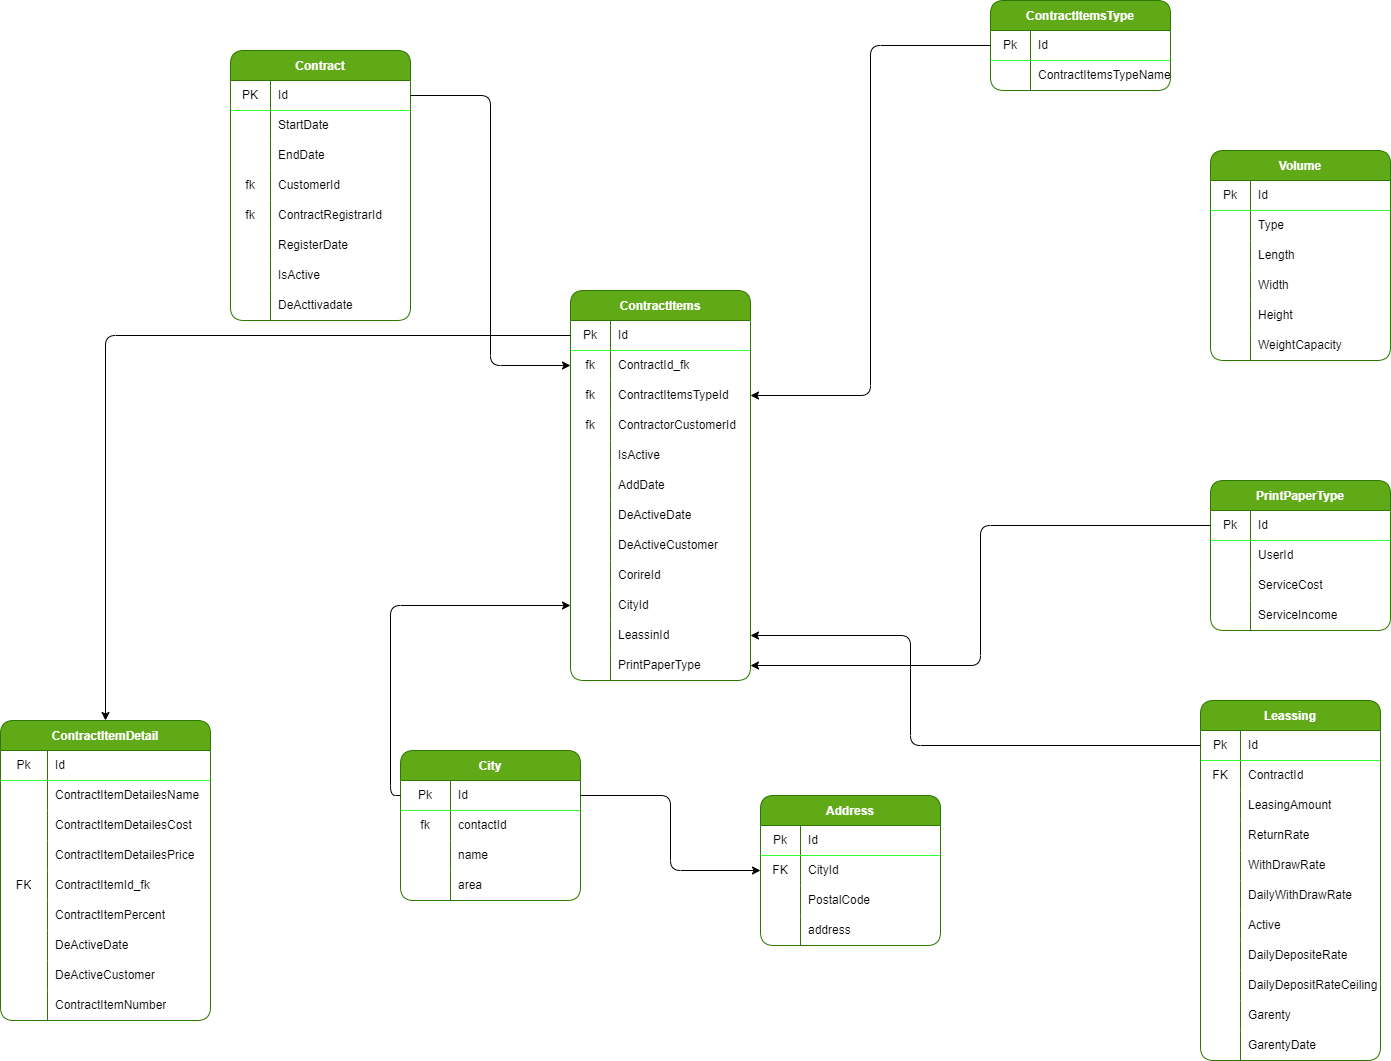 ContractItemsType
Pk Id
ContractItemsTypeName
Contract
PK Id
StartDate
EndDate
fk CustomerId
fk ContractRegistrarId
RegisterDate
IsActive
DeActtivadate
Volume
Pk Id
Type
Length
Width
Height
WeightCapacity
ContractItems
Pk Id
fk ContractId_fk
fk ContractItemsTypeId
fk ContractorCustomerId
IsActive
AddDate
DeActiveDate
DeActiveCustomer
CorireId
CityId
LeassinId
PrintPaperType
PrintPaperType
Pk Id
UserId
ServiceCost
ServiceIncome
ContractItemDetail
Pk Id
ContractItemDetailesName
ContractItemDetailesCost
ContractItemDetailesPrice
FK ContractItemId_fk
ContractItemPercent
DeActiveDate
DeActiveCustomer
ContractItemNumber
City
Pk Id
fk contactId
name
area
Address
Pk Id
FK CityId
PostalCode
address
Leassing
Pk Id
FK ContractId
LeasingAmount
ReturnRate
WithDrawRate
DailyWithDrawRate
Active
DailyDepositeRate
DailyDepositRateCeiling
Garenty
GarentyDate